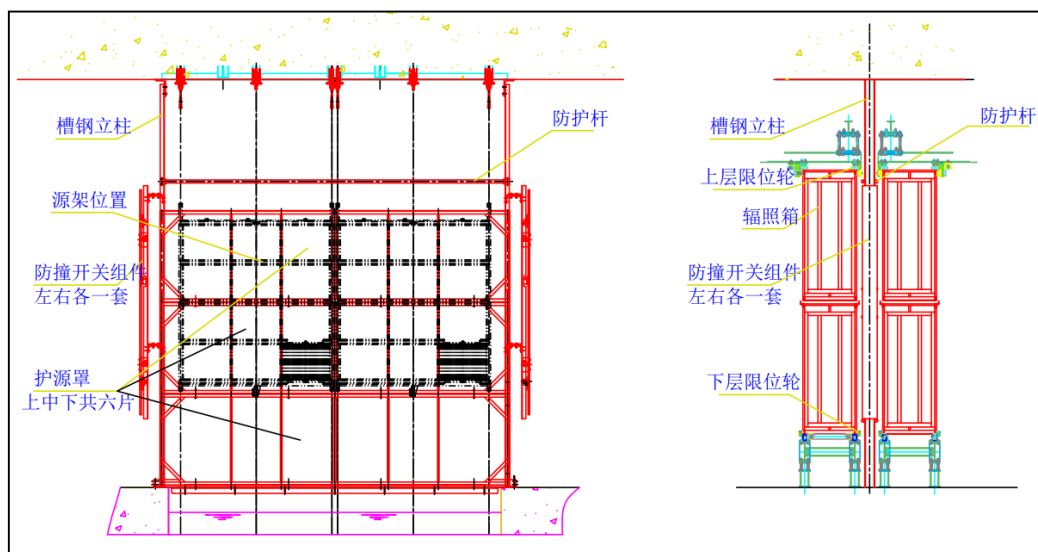 槽钢立柱
防护杆
源架位置
防撞开关组件
左右各一套
护源罩
上中下共六片
槽钢立柱
防护杆
上层限位轮
辐照箱
防撞开关组件
左右各一套
下层限位轮